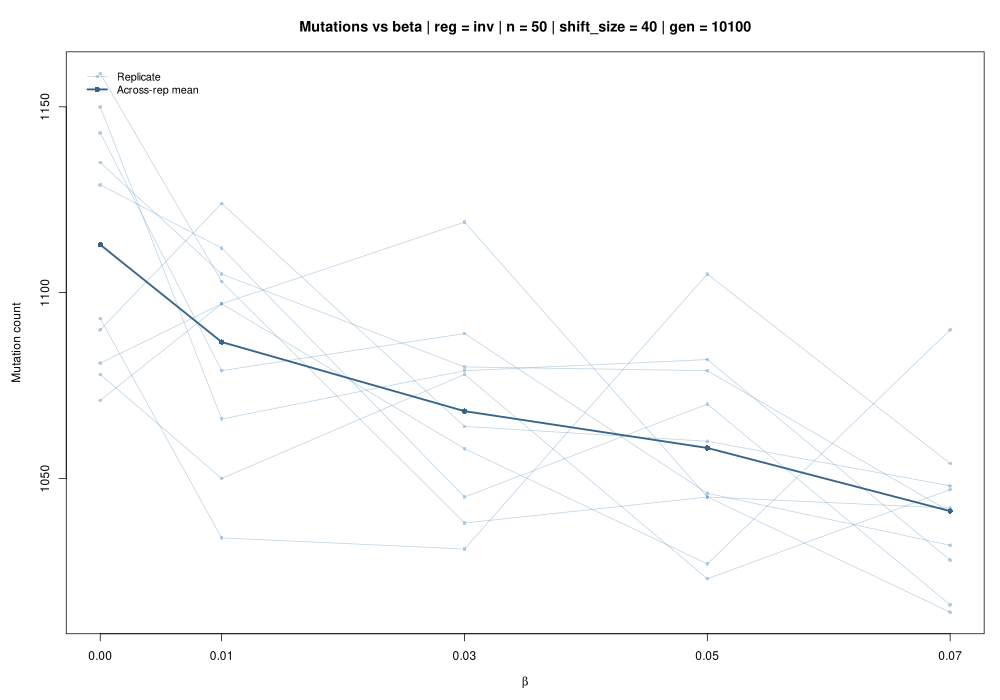 Mutations vs beta | reg = inv | n = 50 | shift_size = 40 | gen = 10100
Replicate
Across-rep mean
1150
1100
1050
Mutation count
0.00 0.01 0.03 0.05 0.07
β